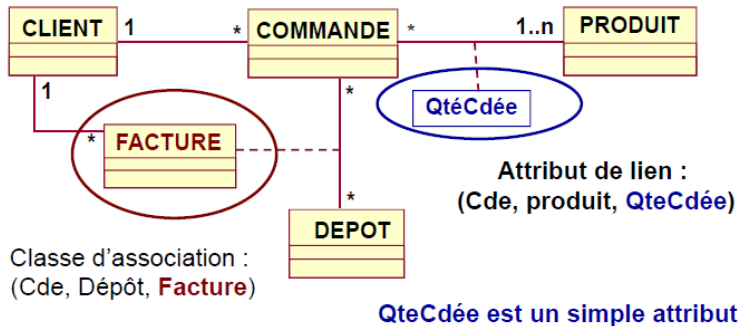 CLIENT 1 * COMMANDE * 1..n PRODUIT
1 * QtéCdée
* FACTURE
Attribut de lien :
(Cde, produit, QteCdée)
*
DEPOT
Classe d'association :
(Cde, Dépôt, Facture)
QteCdée est un simple attribut